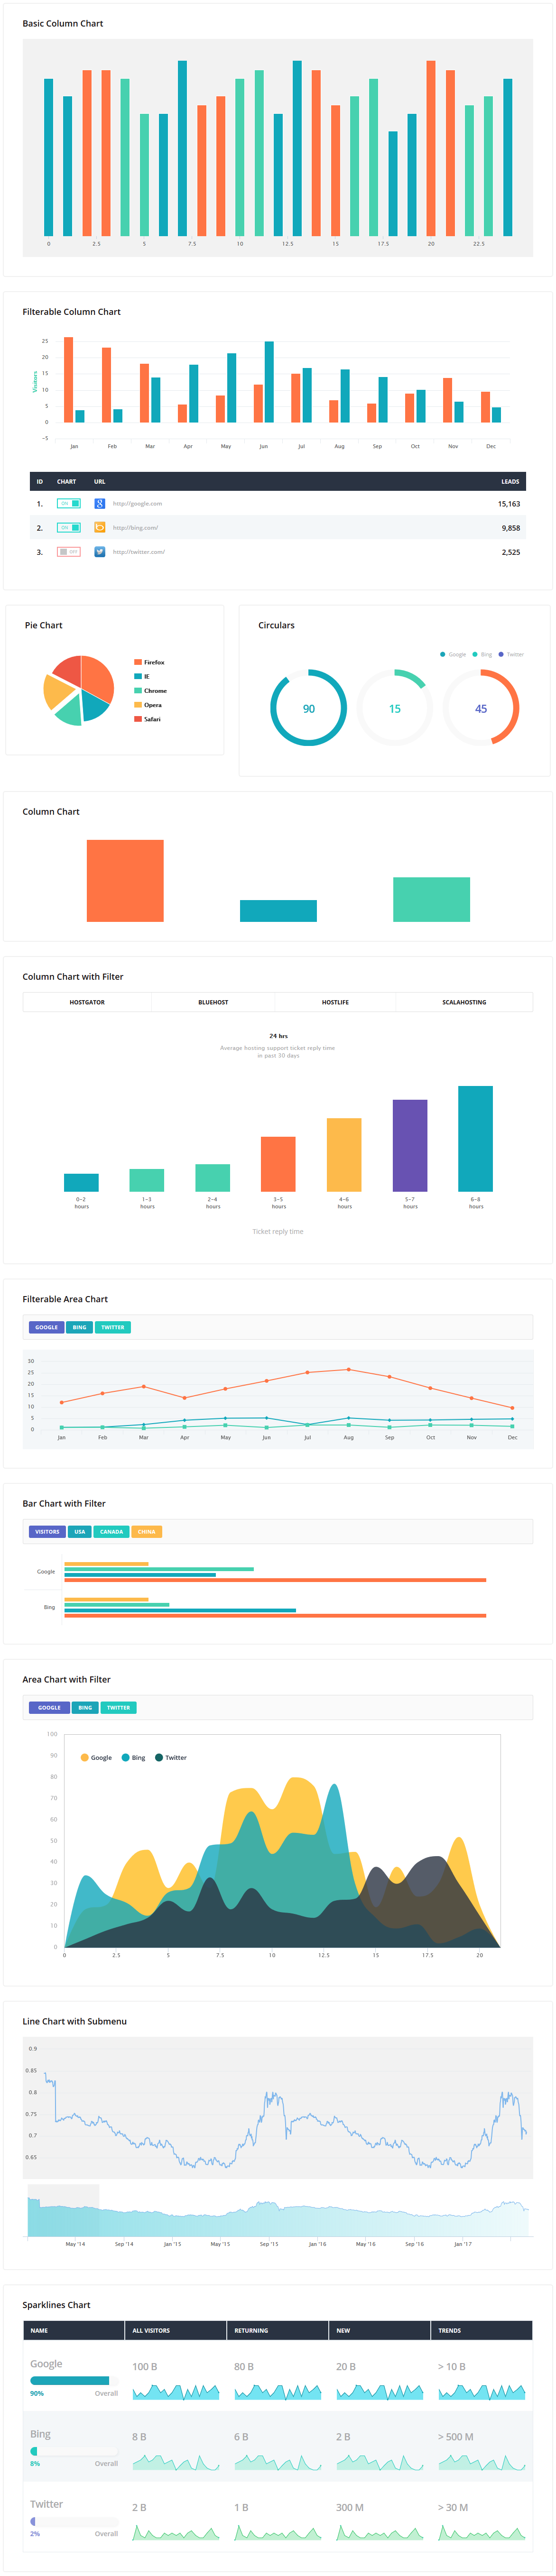 Basic Column Chart
0 2.5 5 7.5 10 12.5 15 17.5 20 22.5
Filterable Column Chart
25
20
15
10
5
0
-5
Visitors
Jan Feb Mar Apr May Jun Jul Aug Sep Oct Nov Dec
ID CHART URL LEADS
1. ON http://google.com 15,163
2. ON http://bing.com/ 9,858
3. OFF http://twitter.com/ 2,525
Pie Chart
Firefox
IE
Chrome
Opera
Safari
Circulars
Google Bing Twitter
90 15 45
Column Chart
Column Chart with Filter
HOSTGATOR BLUEHOST HOSTLIFE SCALAHOSTING
24 hrs
Average hosting support ticket reply time
in past 30 days
0-2 1-3 2-4 3-5 4-6 5-7 6-8
hours hours hours hours hours hours hours
Ticket reply time
Filterable Area Chart
GOOGLE BING TWITTER
30
25
20
15
10
5
0
Jan Feb Mar Apr May Jun Jul Aug Sep Oct Nov Dec
Bar Chart with Filter
VISITORS USA CANADA CHINA
Google
Bing
Area Chart with Filter
GOOGLE BING TWITTER
100
90
Google Bing Twitter
80
70
60
50
40
30
20
10
0
0 2.5 5 7.5 10 12.5 15 17.5 20
Line Chart with Submenu
0.9
0.85
0.8
0.75
0.7
0.65
May '14 Sep '14 Jan '15 May '15 Sep '15 Jan '16 May '16 Sep '16 Jan '17
Sparklines Chart
NAME ALL VISITORS RETURNING NEW TRENDS
Google 100 B 80 B 20 B > 10 B
90% Overall
Bing 8 B 6 B 2 B > 500 M
8% Overall
Twitter 2 B 1 B 300 M > 30 M
2% Overall